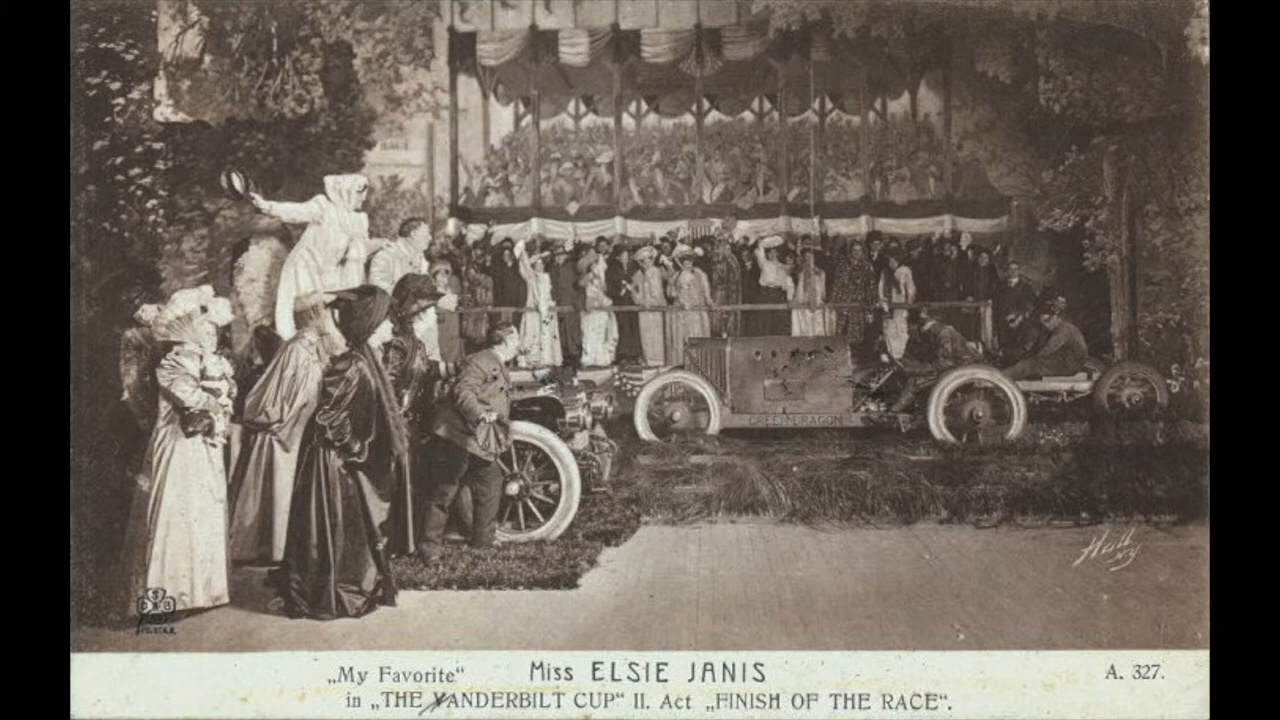 GREEN DRAGON
Hall
NY
„My Favorite“ Miss ELSIE JANIS A. 327.
in „THE VANDERBILT CUP“ II. Act „FINISH OF THE RACE“.